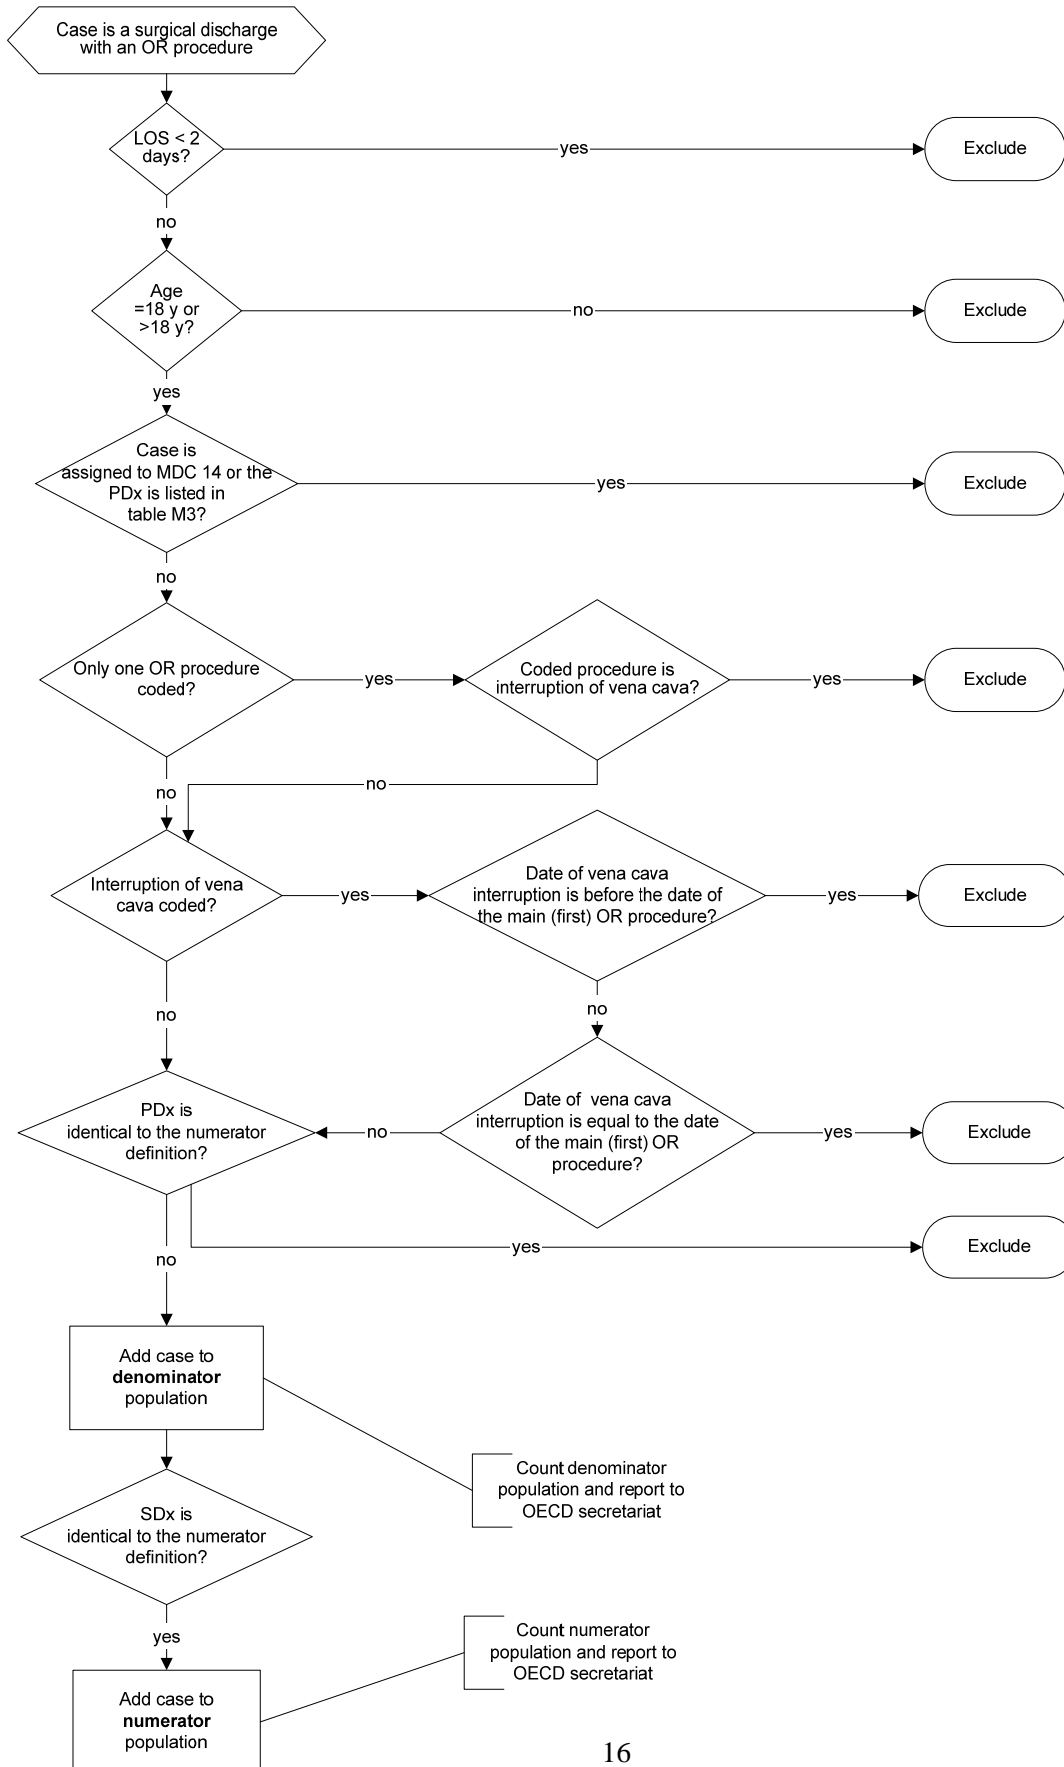 Case is a surgical discharge
with an OR procedure
LOS < 2
days?
yes
Exclude
no
Age
=18 y or
>18 y?
no
Exclude
yes
Case is
assigned to MDC 14 or the
PDx is listed in
table M3?
yes
Exclude
no
Only one OR procedure
coded?
yes
Coded procedure is
interruption of vena cava?
yes
Exclude
no
no
Interruption of vena
cava coded?
yes
Date of vena cava
interruption is before the date of
the main (first) OR procedure?
yes
Exclude
no
no
PDx is
identical to the numerator
definition?
no
Date of vena cava
interruption is equal to the date
of the main (first) OR
procedure?
yes
Exclude
yes
Exclude
no
Add case to
denominator
population
Count denominator
population and report to
OECD secretariat
SDx is
identical to the numerator
definition?
yes
Count numerator
population and report to
OECD secretariat
Add case to
numerator
population
16